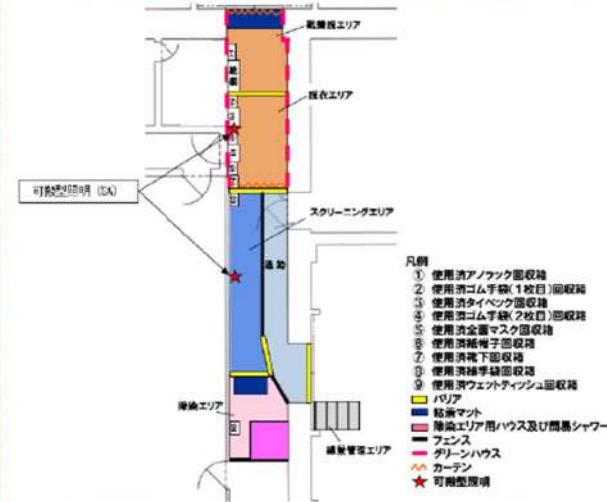 靴着脱エリア
脱衣エリア
可搬型照明（SA）
スクリーニングエリア
通路
凡例
① 使用済アノラック回収箱
② 使用済ゴム手袋（１枚目）回収箱
③ 使用済タイベック回収箱
④ 使用済ゴム手袋（２枚目）回収箱
⑤ 使用済全面マスク回収箱
⑥ 使用済紙帽子回収箱
⑦ 使用済靴下回収箱
⑧ 使用済綿手袋回収箱
⑨ 使用済ウェットティッシュ回収箱
バリア
粘着マット
除染エリア用ハウス及び簡易シャワー
フェンス
グリーンハウス
カーテン
可搬型照明
除染エリア
線量管理エリア